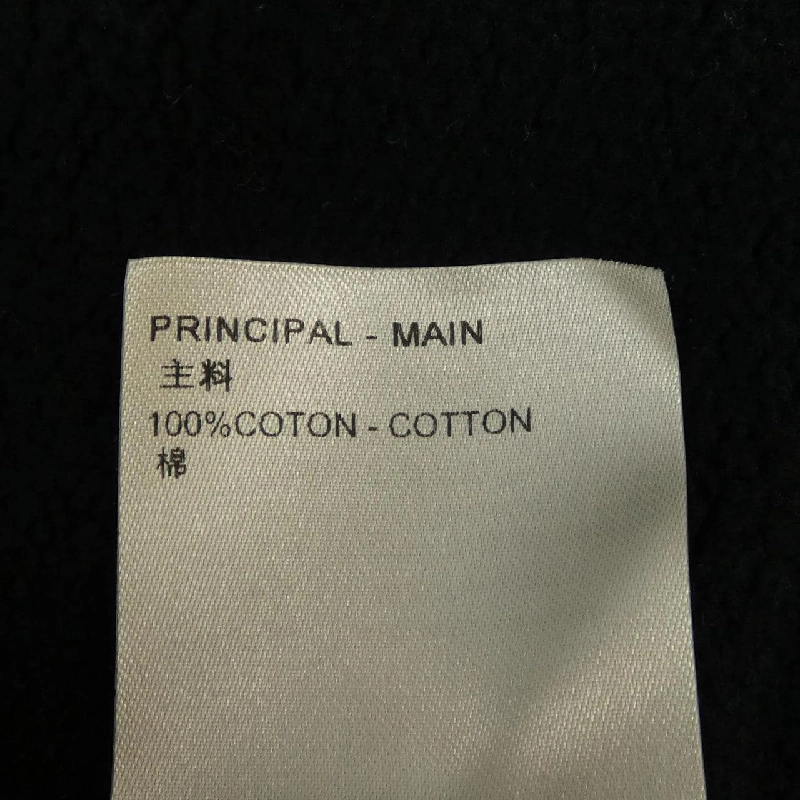 PRINCIPAL - MAIN
主料
100%COTON - COTTON
棉